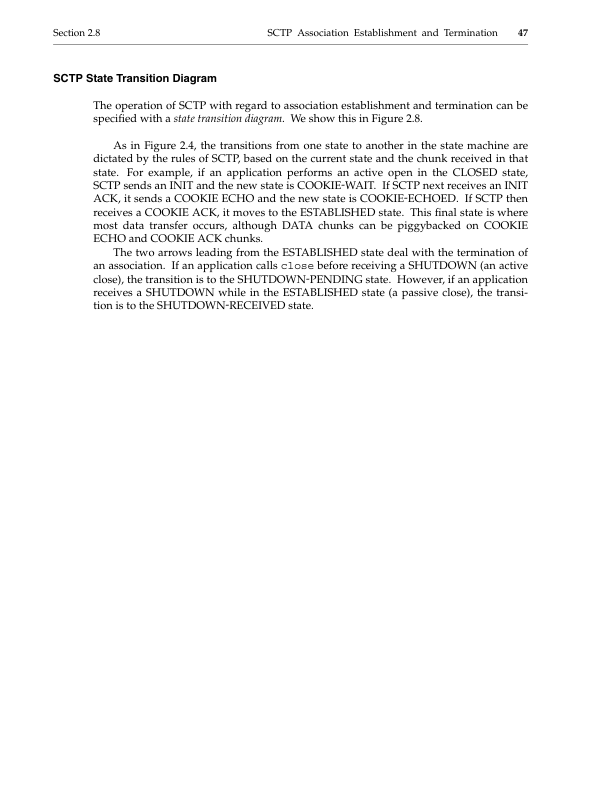 Section 2.8 SCTP Association Establishment and Termination 47
SCTP State Transition Diagram
The operation of SCTP with regard to association establishment and termination can be
specified with a state transition diagram. We show this in Figure 2.8.
As in Figure 2.4, the transitions from one state to another in the state machine are
dictated by the rules of SCTP, based on the current state and the chunk received in that
state. For example, if an application performs an active open in the CLOSED state,
SCTP sends an INIT and the new state is COOKIE-WAIT. If SCTP next receives an INIT
ACK, it sends a COOKIE ECHO and the new state is COOKIE-ECHOED. If SCTP then
receives a COOKIE ACK, it moves to the ESTABLISHED state. This final state is where
most data transfer occurs, although DATA chunks can be piggybacked on COOKIE
ECHO and COOKIE ACK chunks.
The two arrows leading from the ESTABLISHED state deal with the termination of
an association. If an application calls close before receiving a SHUTDOWN (an active
close), the transition is to the SHUTDOWN-PENDING state. However, if an application
receives a SHUTDOWN while in the ESTABLISHED state (a passive close), the transi-
tion is to the SHUTDOWN-RECEIVED state.